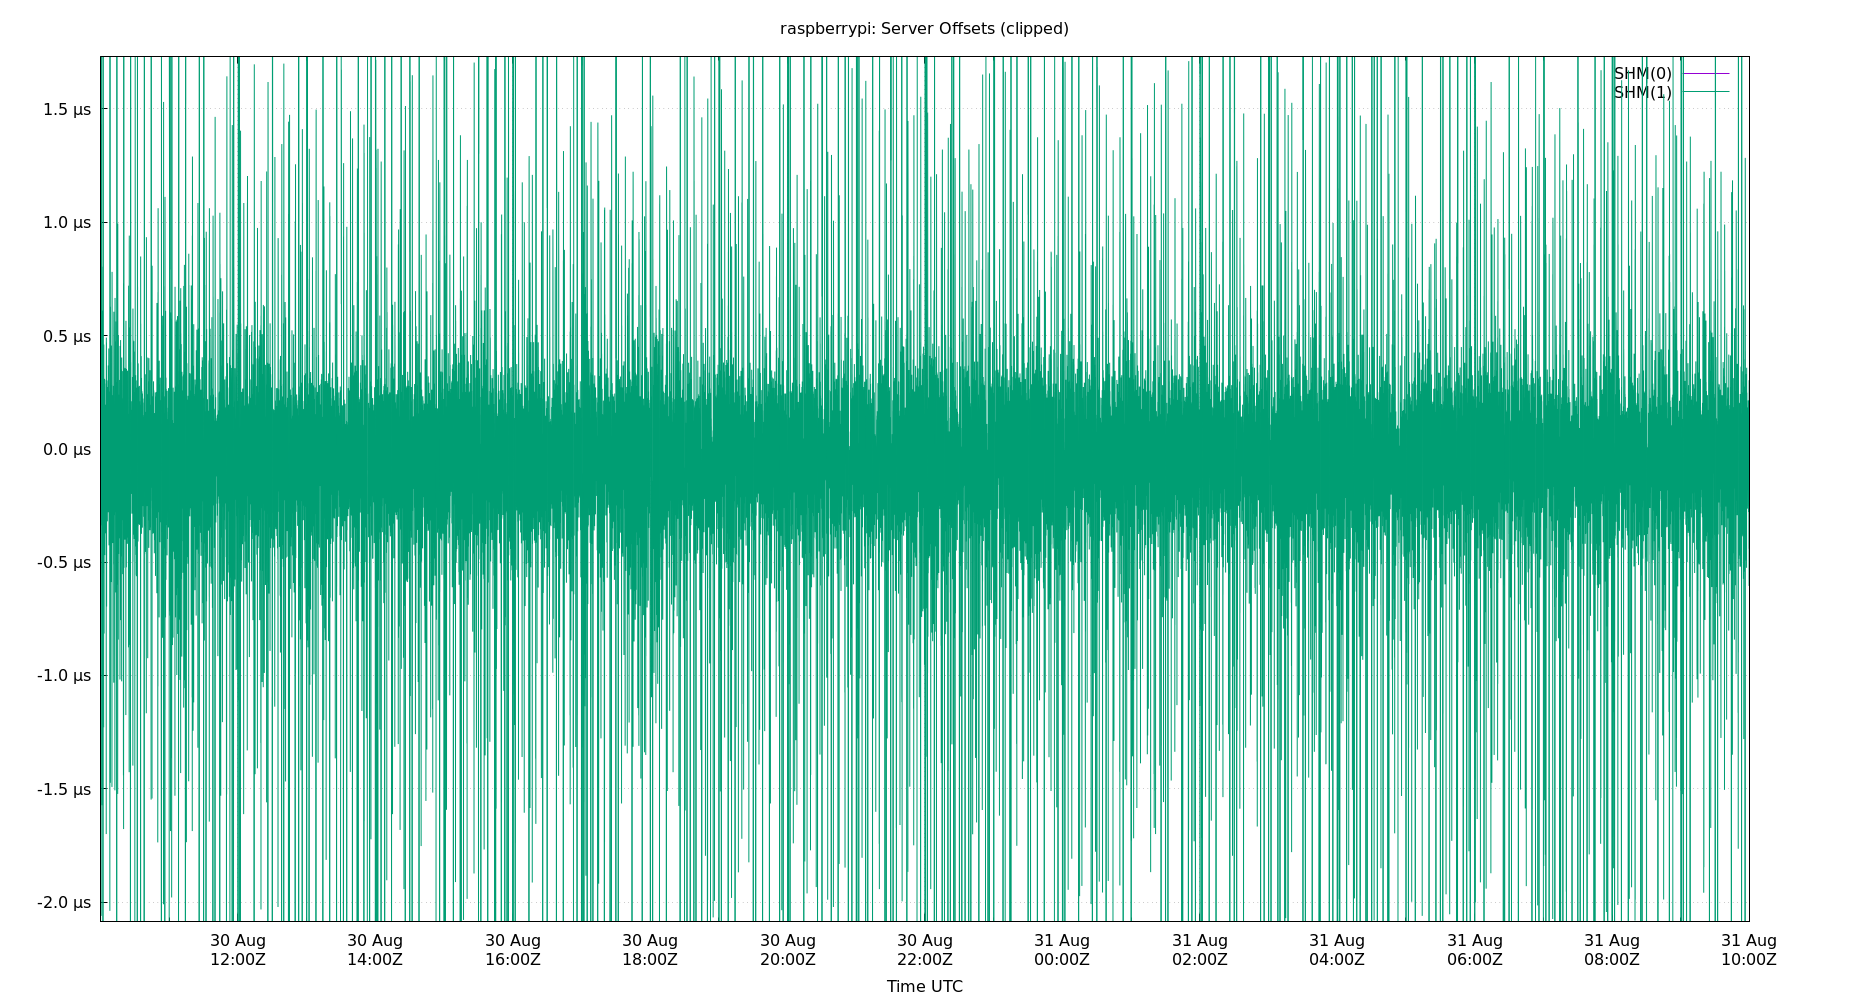 raspberrypi: Server Offsets (clipped)
SHM(0)
SHM(1)
1.5 µs
1.0 µs
0.5 µs
0.0 µs
-0.5 µs
-1.0 µs
-1.5 µs
-2.0 µs
30 Aug 30 Aug 30 Aug 30 Aug 30 Aug 30 Aug 31 Aug 31 Aug 31 Aug 31 Aug 31 Aug 31 Aug
12:00Z 14:00Z 16:00Z 18:00Z 20:00Z 22:00Z 00:00Z 02:00Z 04:00Z 06:00Z 08:00Z 10:00Z
Time UTC